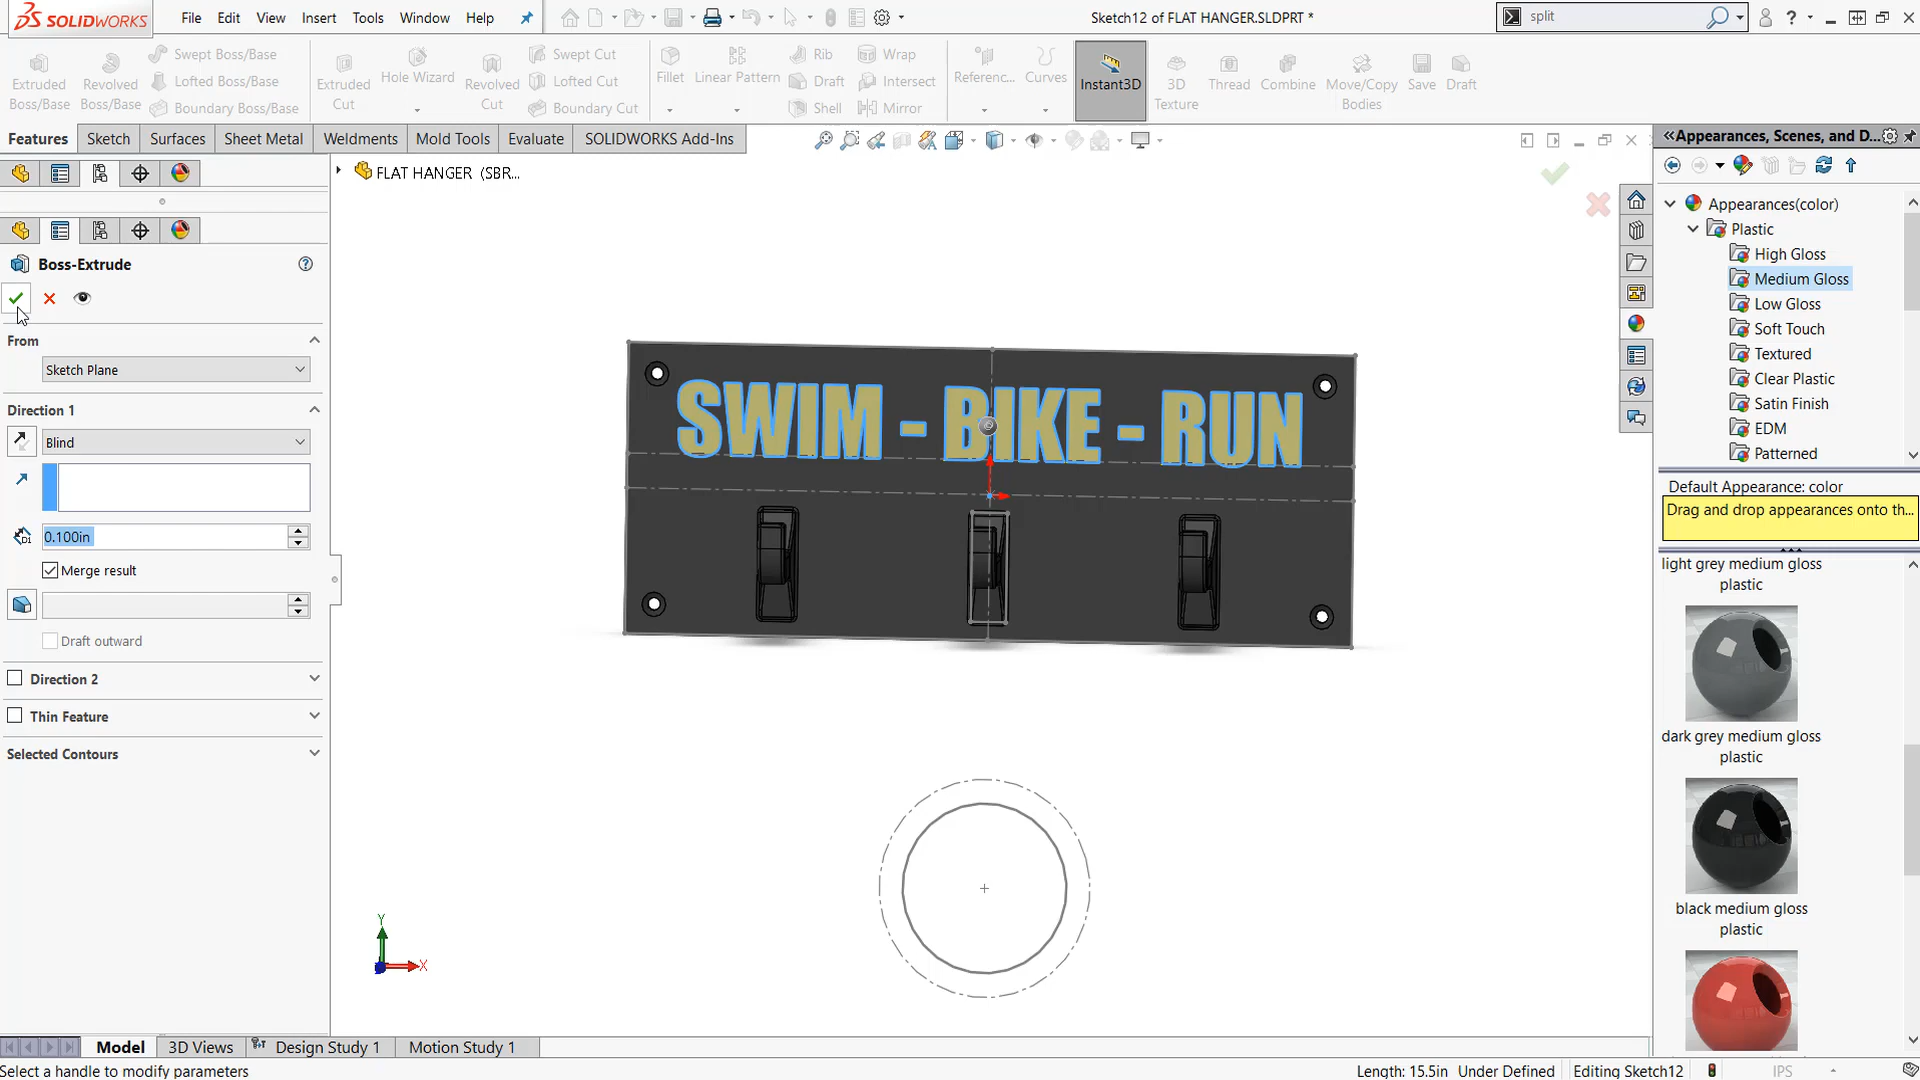 SOLIDWORKS
File Edit View Insert Tools Window Help
Sketch12 of FLAT HANGER.SLDPRT *
split
Extruded Boss/Base
Revolved Boss/Base
Swept Boss/Base
Lofted Boss/Base
Boundary Boss/Base
Extruded Cut
Hole Wizard
Revolved Cut
Swept Cut
Lofted Cut
Boundary Cut
Fillet
Linear Pattern
Rib
Draft
Shell
Wrap
Intersect
Mirror
Referenc...
Curves
Instant3D
3D Texture
Thread
Combine
Move/Copy Bodies
Save
Draft
Features Sketch Surfaces Sheet Metal Weldments Mold Tools Evaluate SOLIDWORKS Add-Ins
FLAT HANGER (SBR...
Boss-Extrude
From
Sketch Plane
Direction 1
Blind
D1
0.100in
Merge result
Draft outward
Direction 2
Thin Feature
Selected Contours
SWIM - BIKE - RUN
Y
X
Appearances, Scenes, and D...
Appearances(color)
Plastic
High Gloss
Medium Gloss
Low Gloss
Soft Touch
Textured
Clear Plastic
Satin Finish
EDM
Patterned
Default Appearance: color
Drag and drop appearances onto th...
light grey medium gloss
plastic
dark grey medium gloss
plastic
black medium gloss
plastic
Model 3D Views Design Study 1 Motion Study 1
Select a handle to modify parameters
Length: 15.5in Under Defined Editing Sketch12 IPS